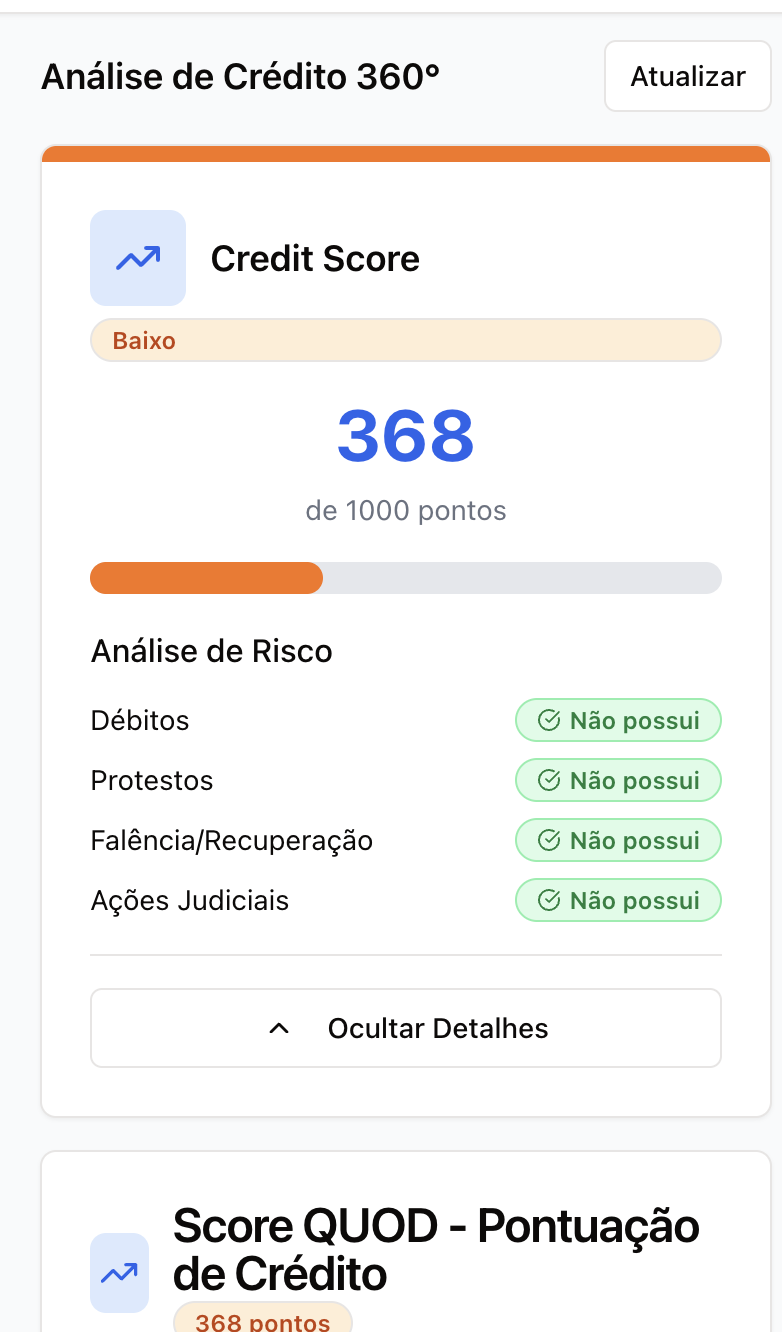 Análise de Crédito 360°
Atualizar
Credit Score
Baixo
368
de 1000 pontos
Análise de Risco
Débitos
Não possui
Protestos
Não possui
Falência/Recuperação
Não possui
Ações Judiciais
Não possui
Ocultar Detalhes
Score QUOD - Pontuação
de Crédito
368 pontos